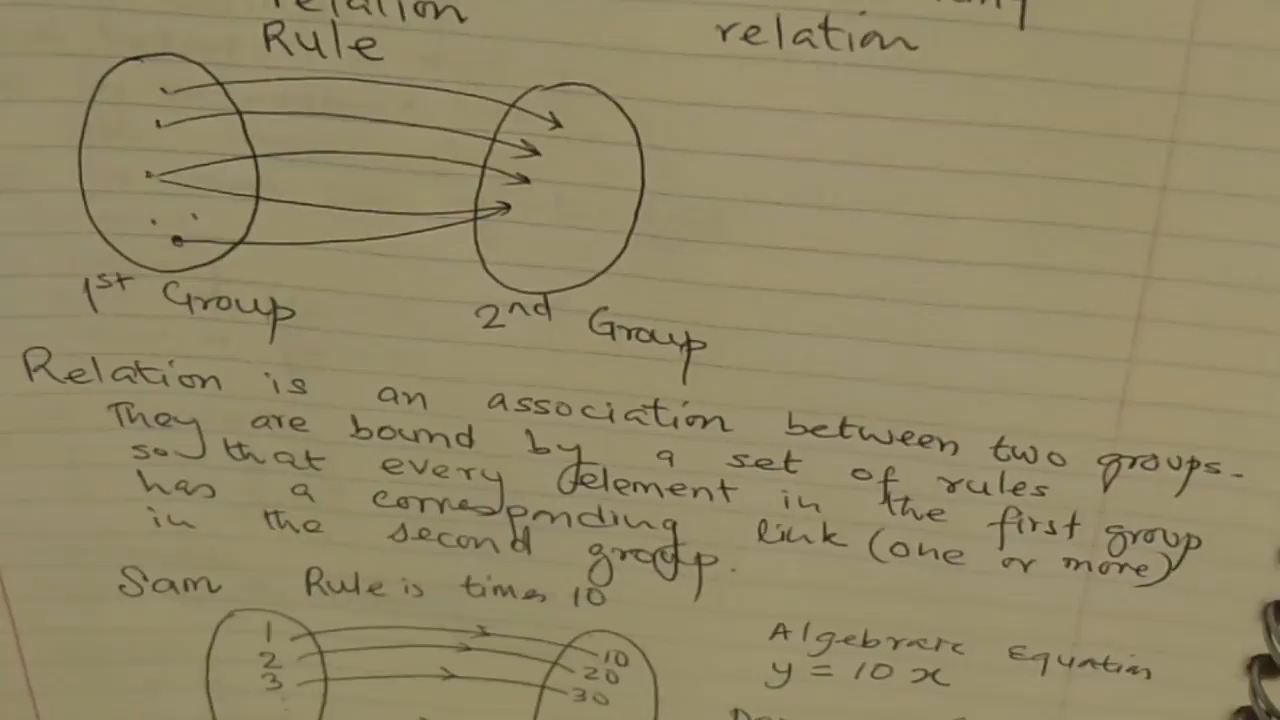 relation
Rule
relation
1st Group
2nd Group
Relation is an association between two groups.
They are bound by a set of rules
so that every element in the first group
has a corresponding link (one or more)
in the second group.
Sam Rule is times 10
1
2
3
10
20
30
Algebraic Equation
y = 10x